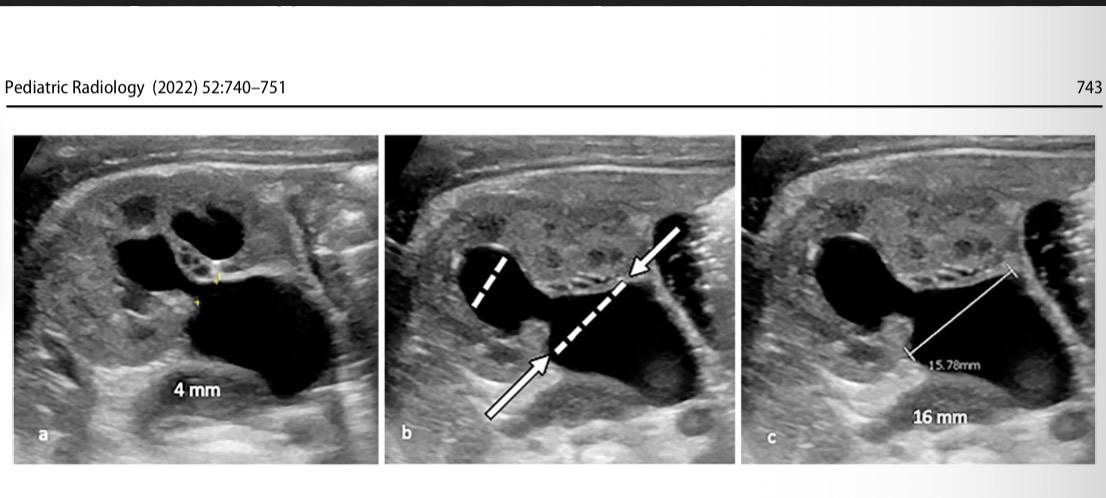 Pediatric Radiology (2022) 52:740–751
743
4 mm
a
b
15.78mm
16 mm
c